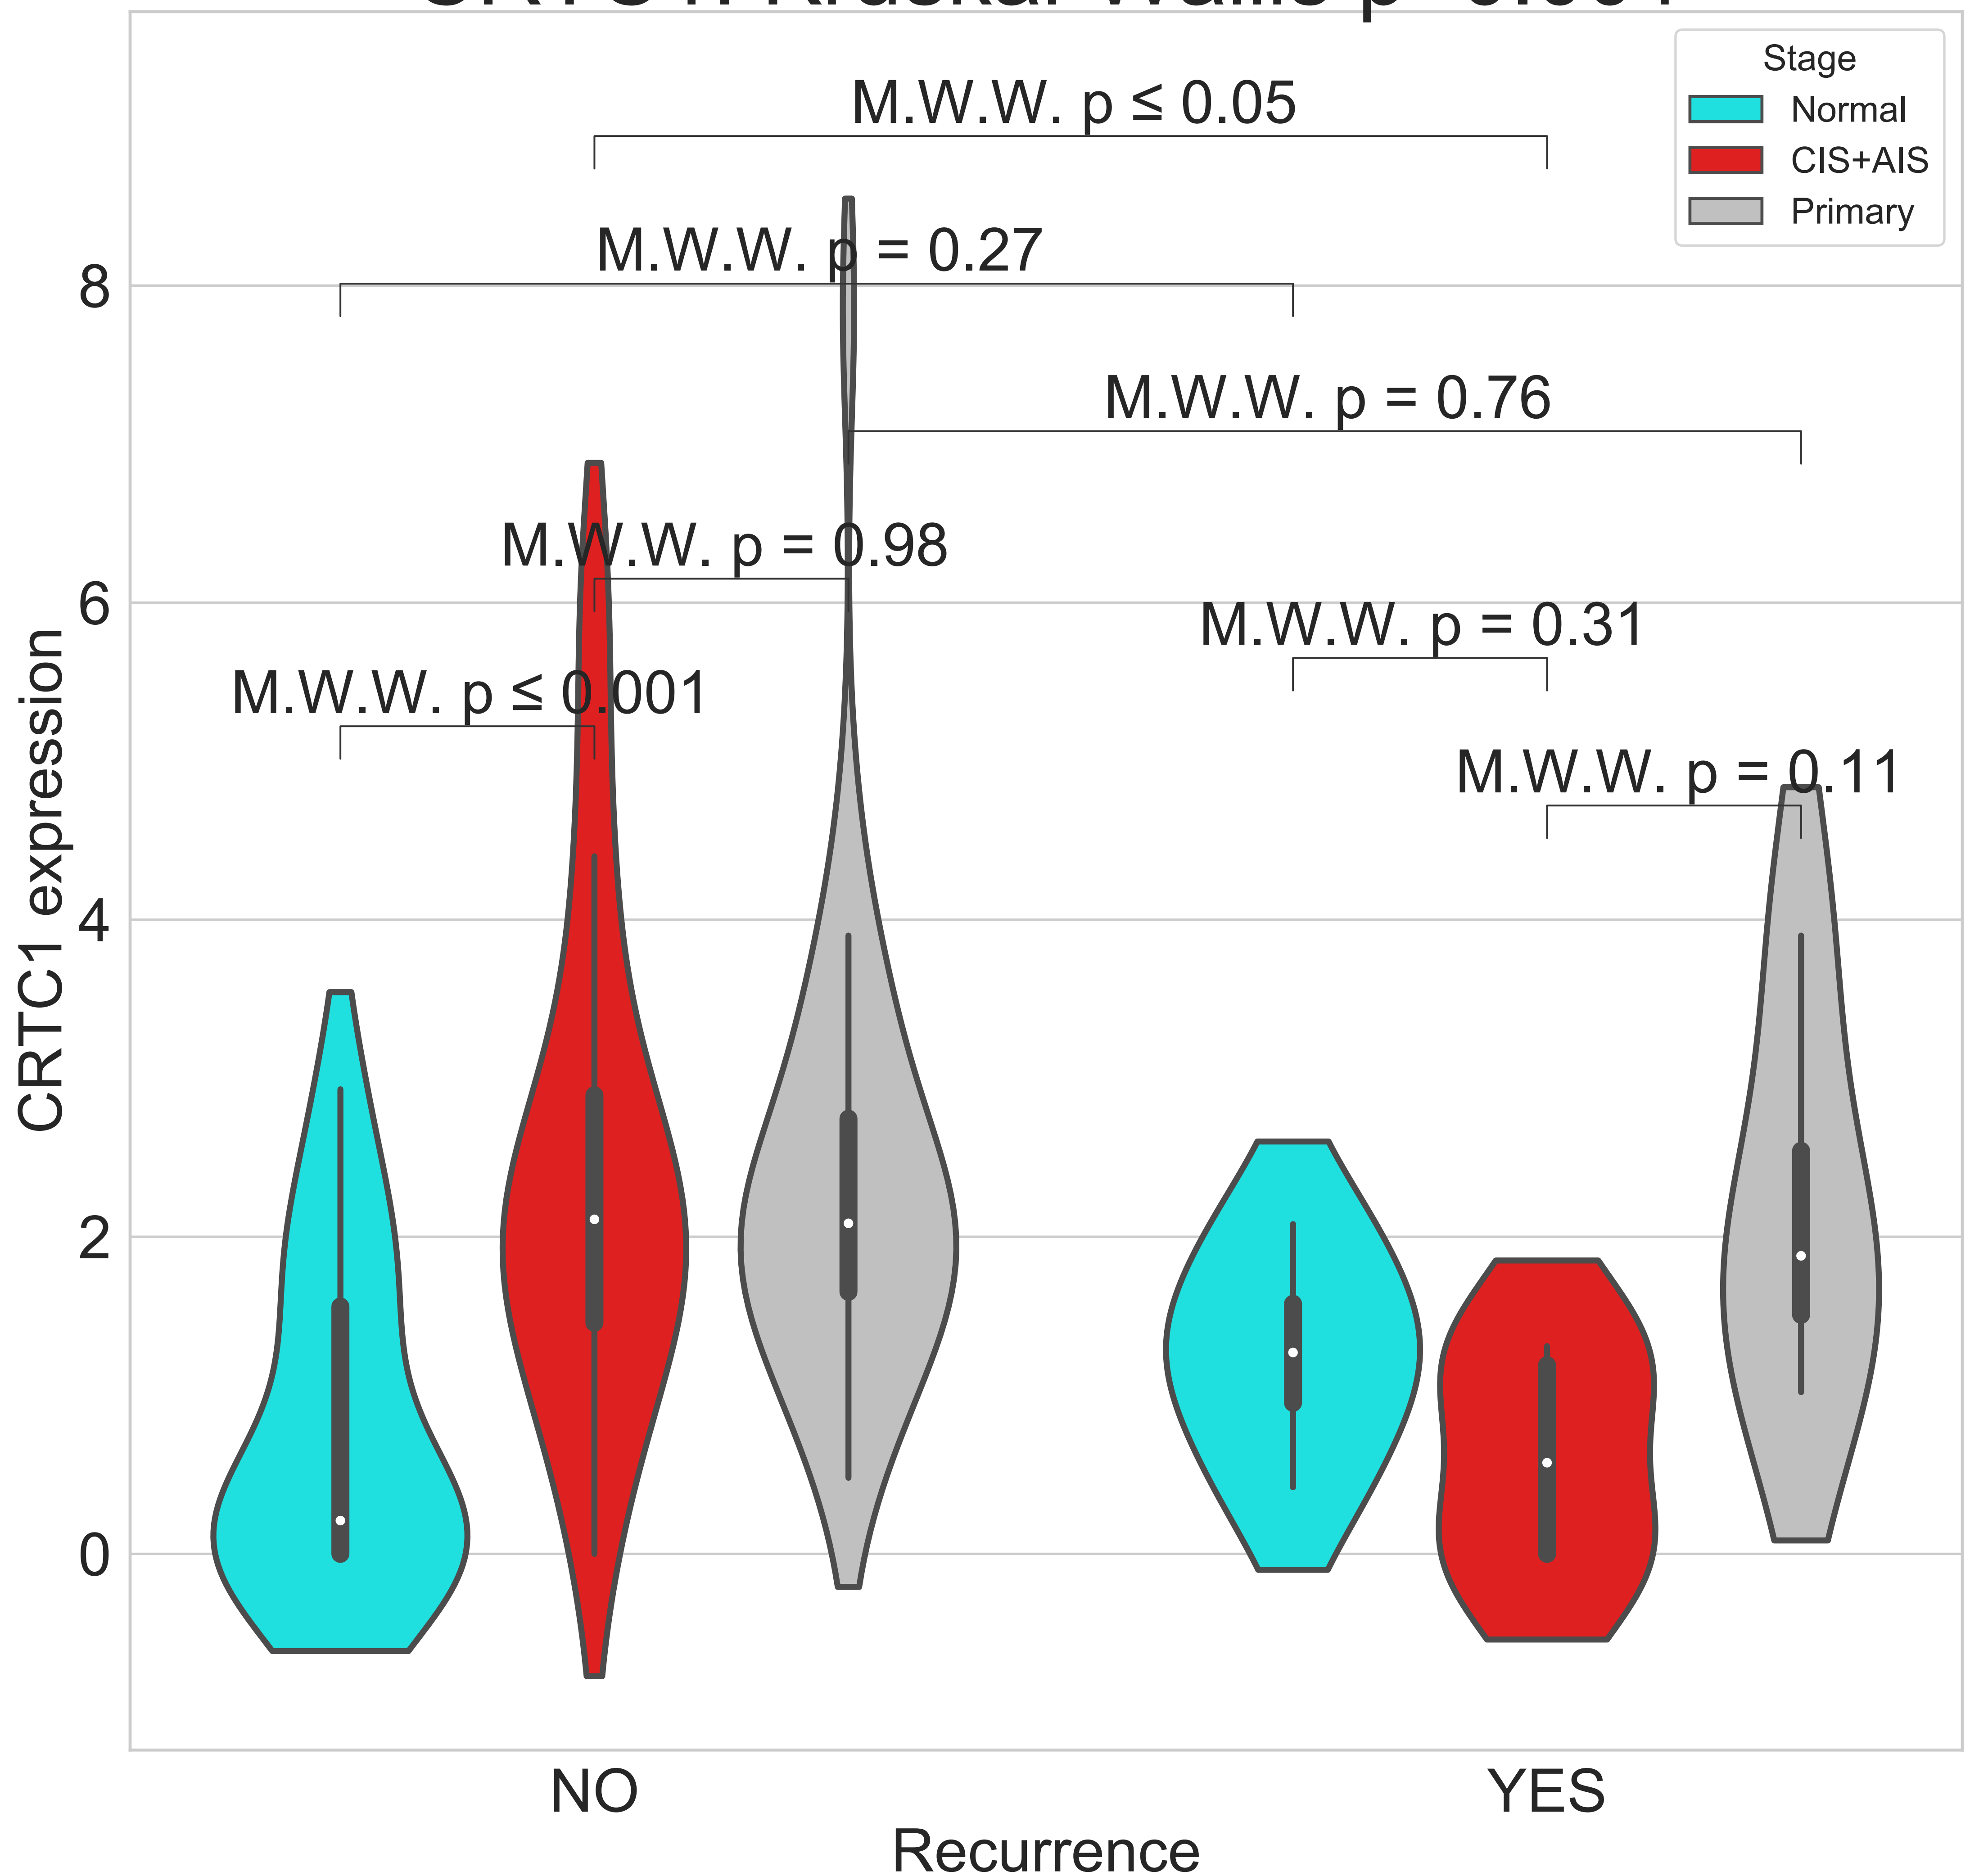 Stage
Normal
CIS+AIS
Primary
M.W.W. p ≤ 0.05
M.W.W. p = 0.27
M.W.W. p = 0.76
M.W.W. p = 0.98
M.W.W. p = 0.31
M.W.W. p ≤ 0.001
M.W.W. p = 0.11
8
6
4
2
0
CRTC1 expression
NO
YES
Recurrence